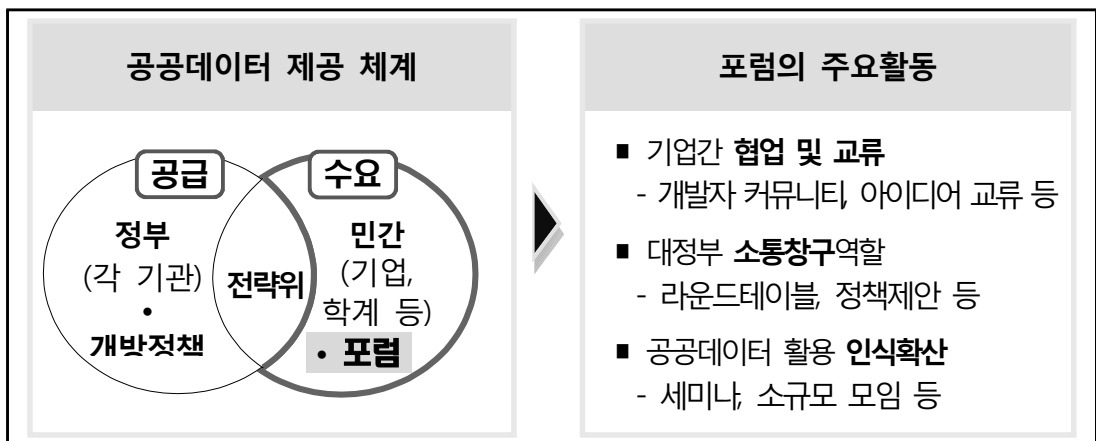 공공데이터 제공 체계
공급
수요
정부
(각 기관)
•
개방정책
전략위
민간
(기업,
학계 등)
• 포럼
포럼의 주요활동
■ 기업간 협업 및 교류
- 개발자 커뮤니티, 아이디어 교류 등
■ 대정부 소통창구역할
- 라운드테이블, 정책제안 등
■ 공공데이터 활용 인식확산
- 세미나, 소규모 모임 등